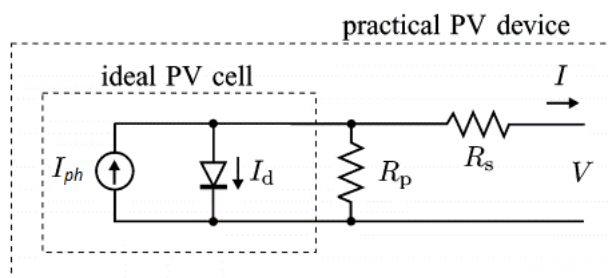 practical PV device
ideal PV cell
I
I_ph
I_d
R_p
R_s
V